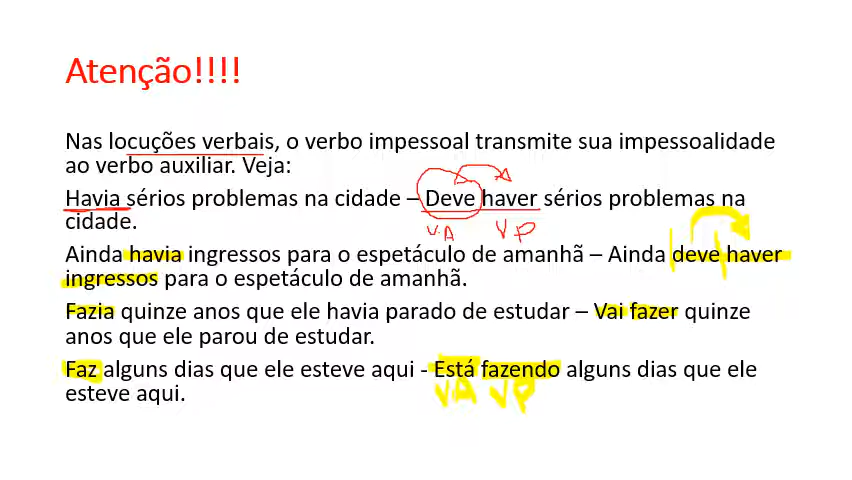 Atenção!!!!
Nas locuções verbais, o verbo impessoal transmite sua impessoalidade
ao verbo auxiliar. Veja:
Havia sérios problemas na cidade – Deve haver sérios problemas na
cidade.
V.A VP
Ainda havia ingressos para o espetáculo de amanhã – Ainda deve haver
ingressos para o espetáculo de amanhã.
Fazia quinze anos que ele havia parado de estudar – Vai fazer quinze
anos que ele parou de estudar.
Faz alguns dias que ele esteve aqui - Está fazendo alguns dias que ele
esteve aqui.
VA VP